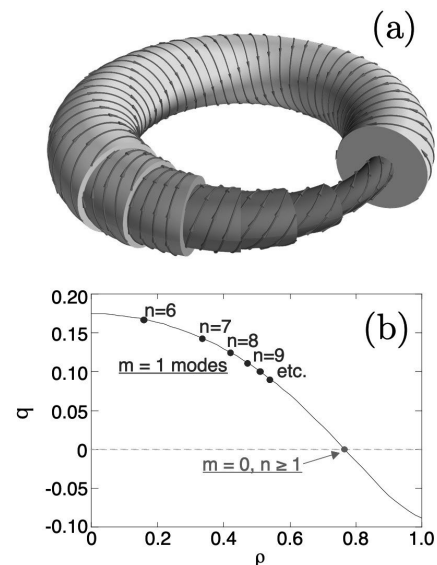 (a)
(b)
0.20
0.15
0.10
0.05
0
-0.05
-0.10
q
n=6
n=7
n=8
n=9
etc.
m = 1 modes
m = 0, n ≥ 1
0 0.2 0.4 0.6 0.8 1.0
ρ